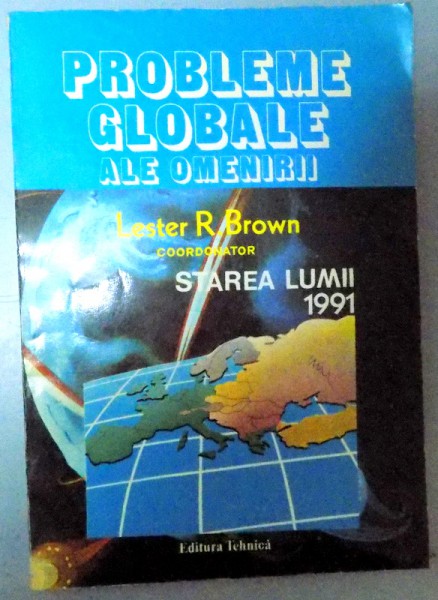 PROBLEME
GLOBALE
ALE OMENIRII
Lester R. Brown
COORDONATOR
STAREA LUMII
1991
Editura Tehnică